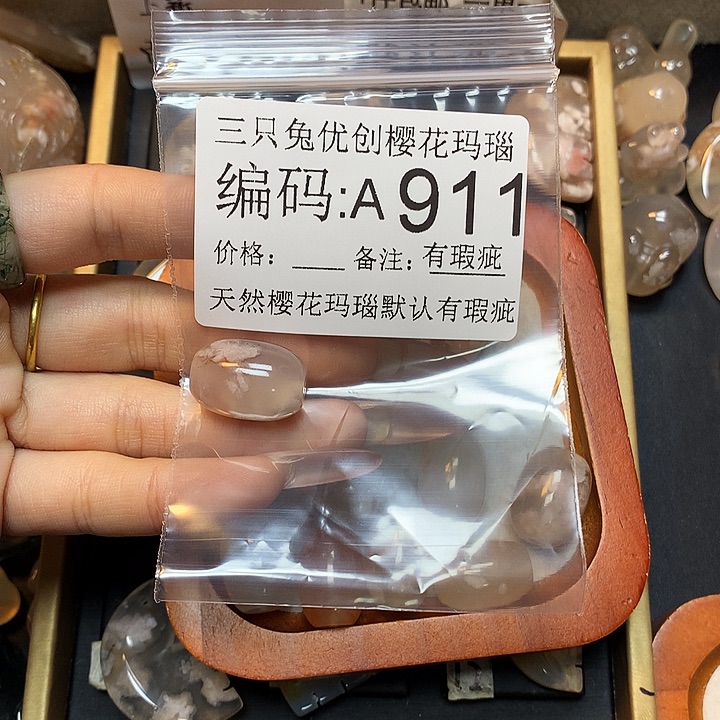 三只兔优创樱花玛瑙
编码:A 911
价格: ____ 备注: 有瑕疵
天然樱花玛瑙默认有瑕疵